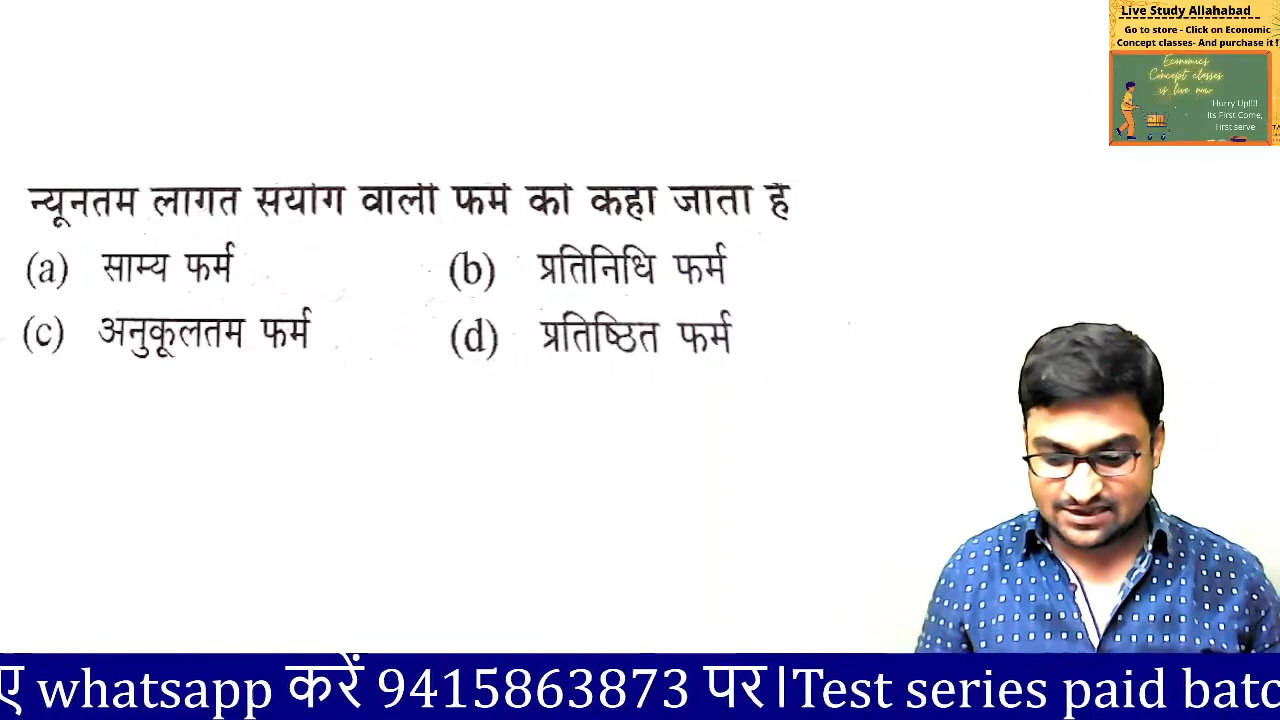 Live Study Allahabad
Go to store - Click on Economic
Concept classes- And purchase it !
Economics
Concept classes
is live now
Hurry Up!!!!
Its First Come,
First serve
न्यूनतम लागत संयोग वाली फर्म को कहा जाता है
(a) साम्य फर्म (b) प्रतिनिधि फर्म
(c) अनुकूलतम फर्म (d) प्रतिष्ठित फर्म
ए whatsapp करें 9415863873 पर।Test series paid batc